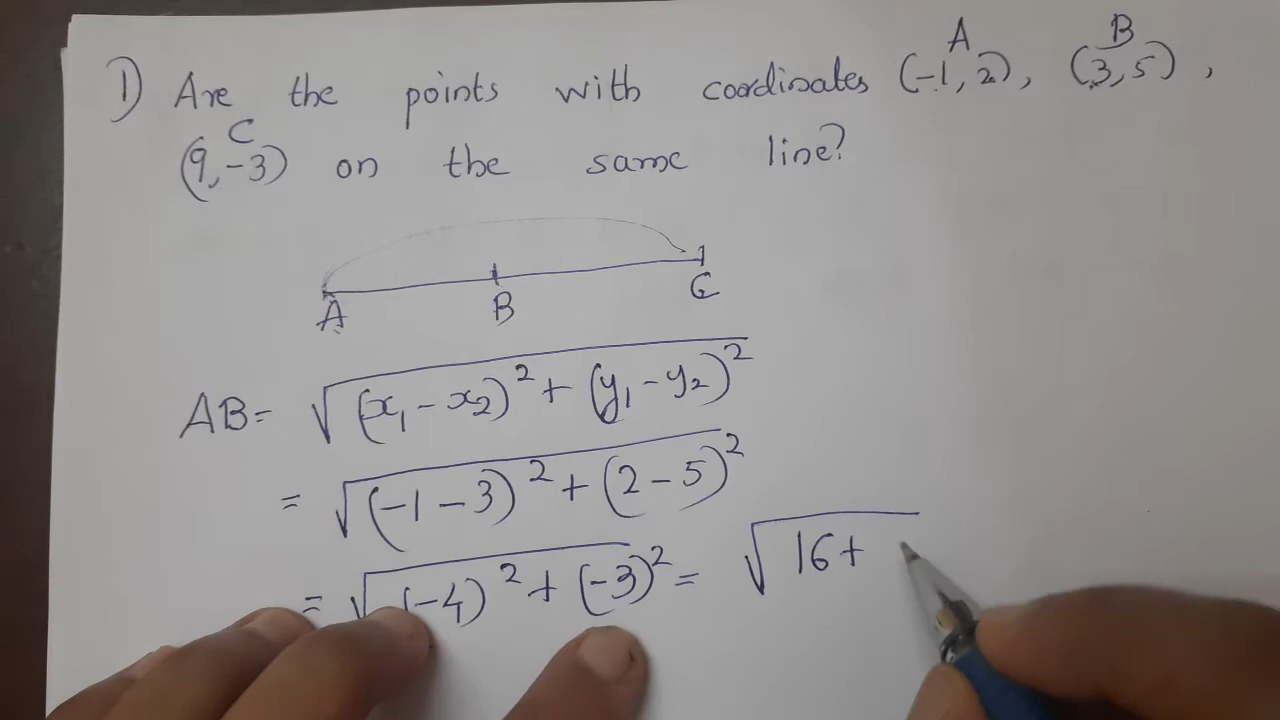 A B
1) Are the points with coordinates (-1, 2), (3, 5),
C
(9, -3) on the same line?
A B C
AB = √(x₁ - x₂)² + (y₁ - y₂)²
= √(-1 - 3)² + (2 - 5)²
= √(-4)² + (-3)² = √16 +